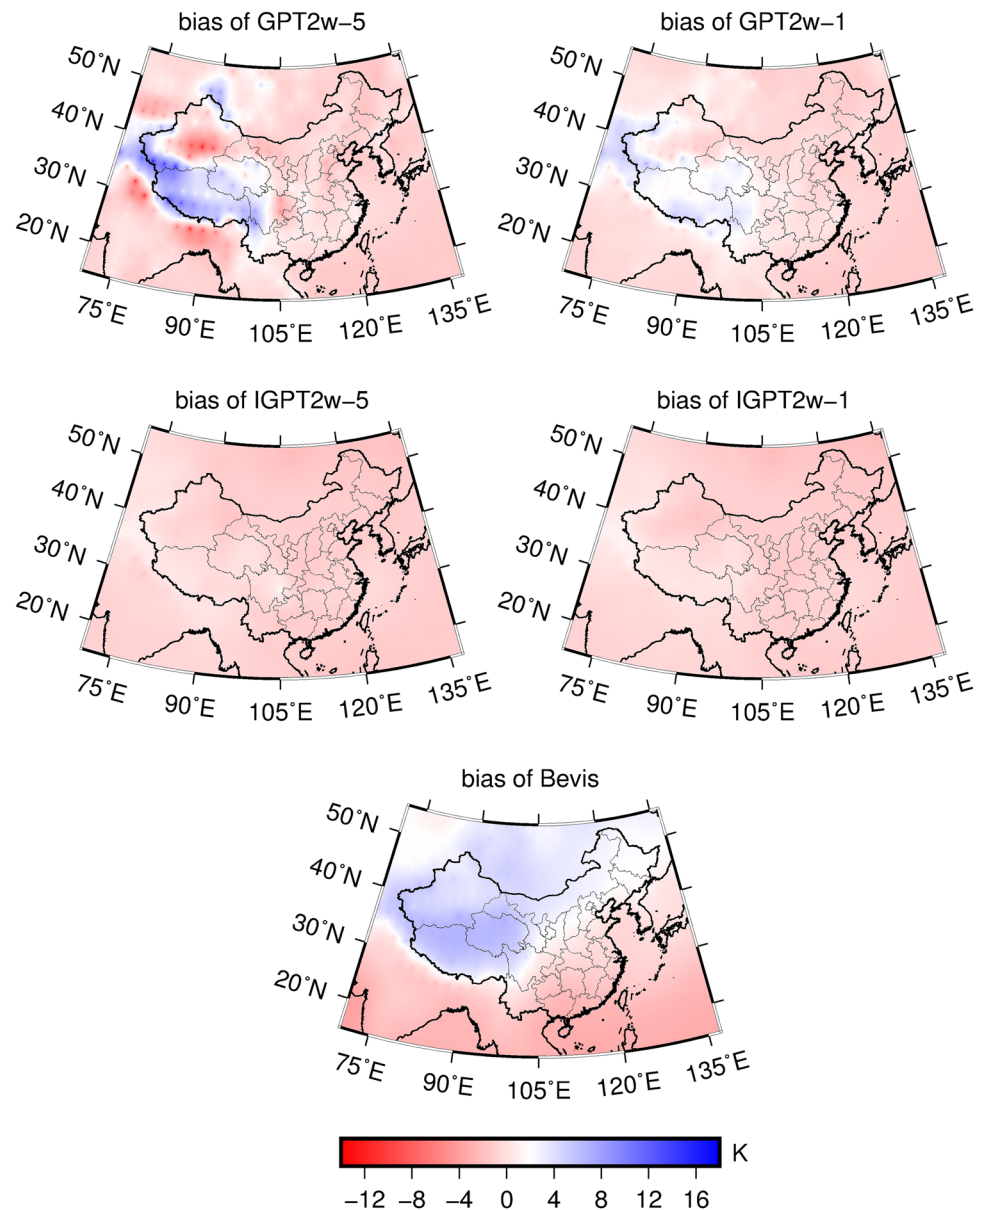 bias of GPT2w−5
50˚N
40˚N
30˚N
20˚N
75˚E
90˚E
105˚E
120˚E
135˚E
bias of GPT2w−1
50˚N
40˚N
30˚N
20˚N
75˚E
90˚E
105˚E
120˚E
135˚E
bias of IGPT2w−5
50˚N
40˚N
30˚N
20˚N
75˚E
90˚E
105˚E
120˚E
135˚E
bias of IGPT2w−1
50˚N
40˚N
30˚N
20˚N
75˚E
90˚E
105˚E
120˚E
135˚E
bias of Bevis
50˚N
40˚N
30˚N
20˚N
75˚E
90˚E
105˚E
120˚E
135˚E
K
−12 −8 −4 0 4 8 12 16